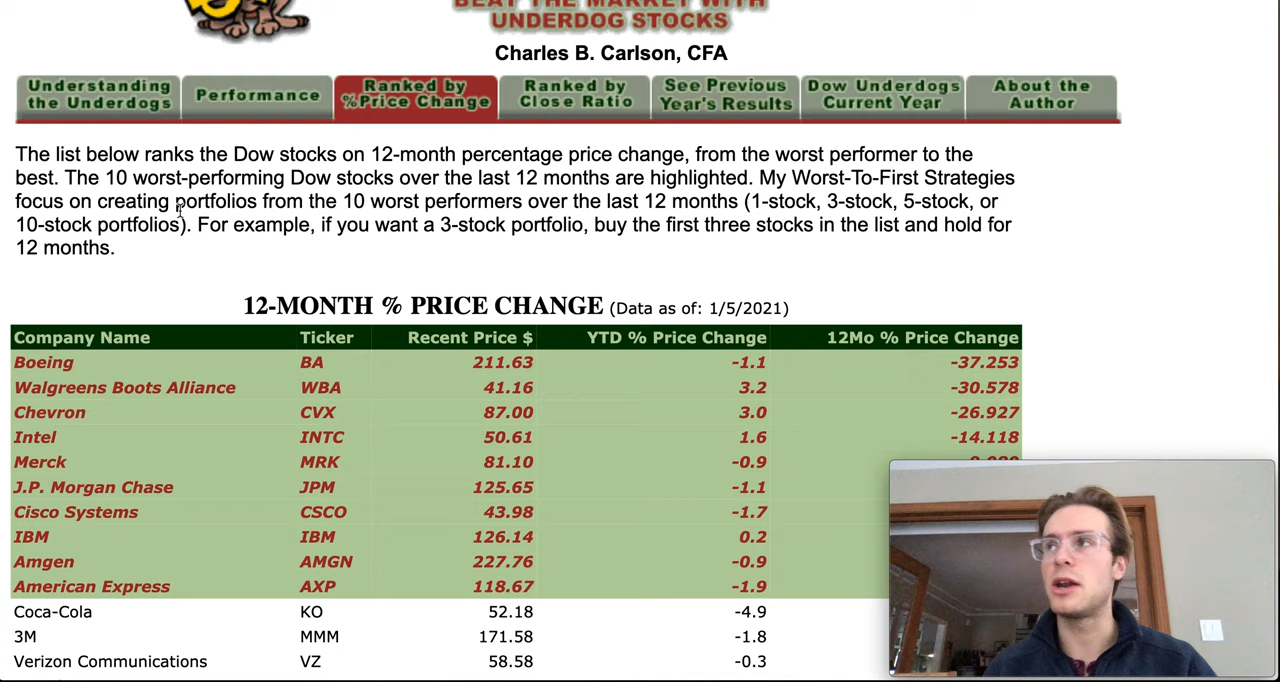 BEAT THE MARKET WITH
UNDERDOG STOCKS
Charles B. Carlson, CFA
Understanding the Underdogs
Performance
Ranked by %Price Change
Ranked by Close Ratio
See Previous Year's Results
Dow Underdogs Current Year
About the Author
The list below ranks the Dow stocks on 12-month percentage price change, from the worst performer to the
best. The 10 worst-performing Dow stocks over the last 12 months are highlighted. My Worst-To-First Strategies
focus on creating portfolios from the 10 worst performers over the last 12 months (1-stock, 3-stock, 5-stock, or
10-stock portfolios). For example, if you want a 3-stock portfolio, buy the first three stocks in the list and hold for
12 months.
12-MONTH % PRICE CHANGE (Data as of: 1/5/2021)
Company Name Ticker Recent Price $ YTD % Price Change 12Mo % Price Change
Boeing BA 211.63 -1.1 -37.253
Walgreens Boots Alliance WBA 41.16 3.2 -30.578
Chevron CVX 87.00 3.0 -26.927
Intel INTC 50.61 1.6 -14.118
Merck MRK 81.10 -0.9
J.P. Morgan Chase JPM 125.65 -1.1
Cisco Systems CSCO 43.98 -1.7
IBM IBM 126.14 0.2
Amgen AMGN 227.76 -0.9
American Express AXP 118.67 -1.9
Coca-Cola KO 52.18 -4.9
3M MMM 171.58 -1.8
Verizon Communications VZ 58.58 -0.3